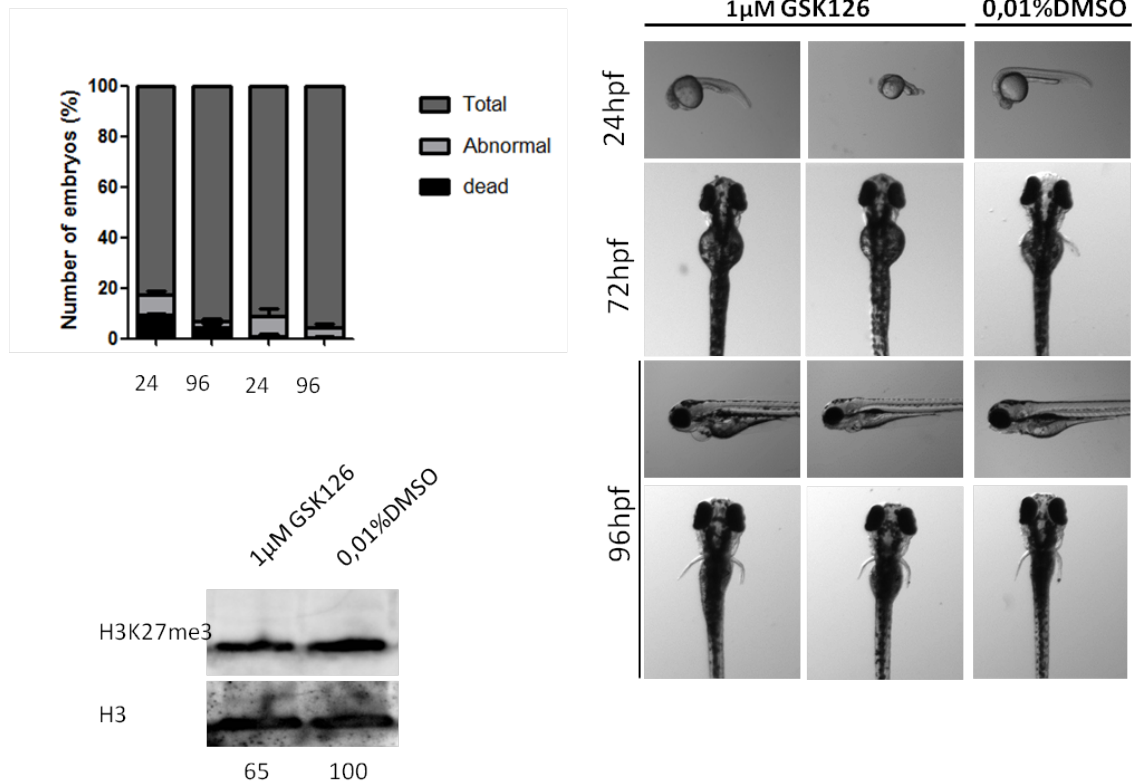 100
80
60
40
20
0
Number of embryos (%)
Total
Abnormal
dead
24 96 24 96
1µM GSK126
0,01%DMSO
H3K27me3
H3
65 100
1µM GSK126 0,01%DMSO
24hpf
72hpf
96hpf